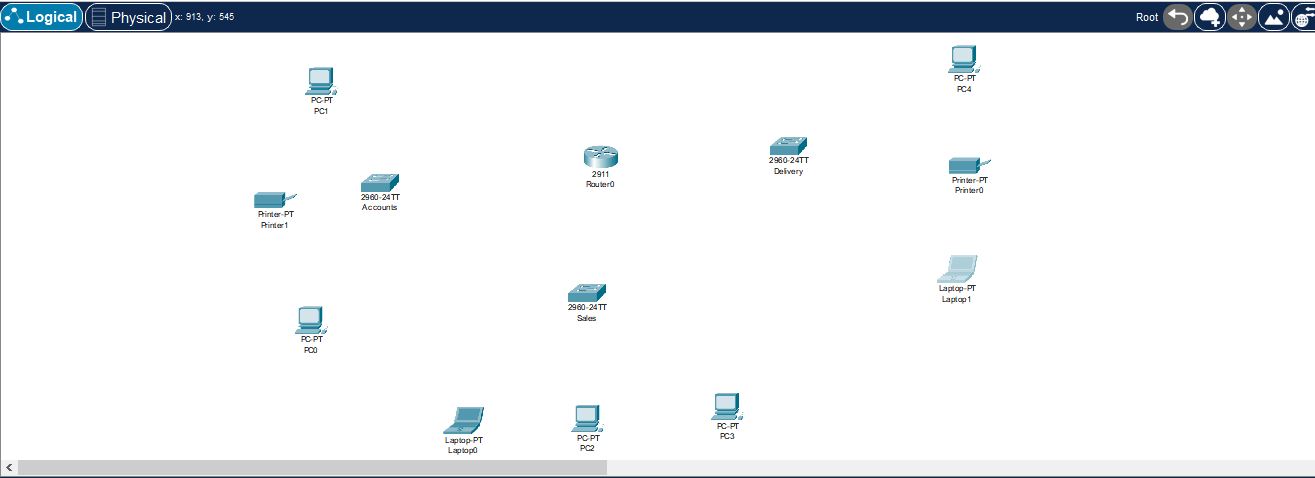 Logical
Physical
x: 913, y: 545
Root
PC-PT
PC4
PC-PT
PC1
2911
Router0
2960-24TT
Delivery
Printer-PT
Printer0
2960-24TT
Accounts
Printer-PT
Printer1
Laptop-PT
Laptop1
2960-24TT
Sales
PC-PT
PC0
Laptop-PT
Laptop0
PC-PT
PC2
PC-PT
PC3